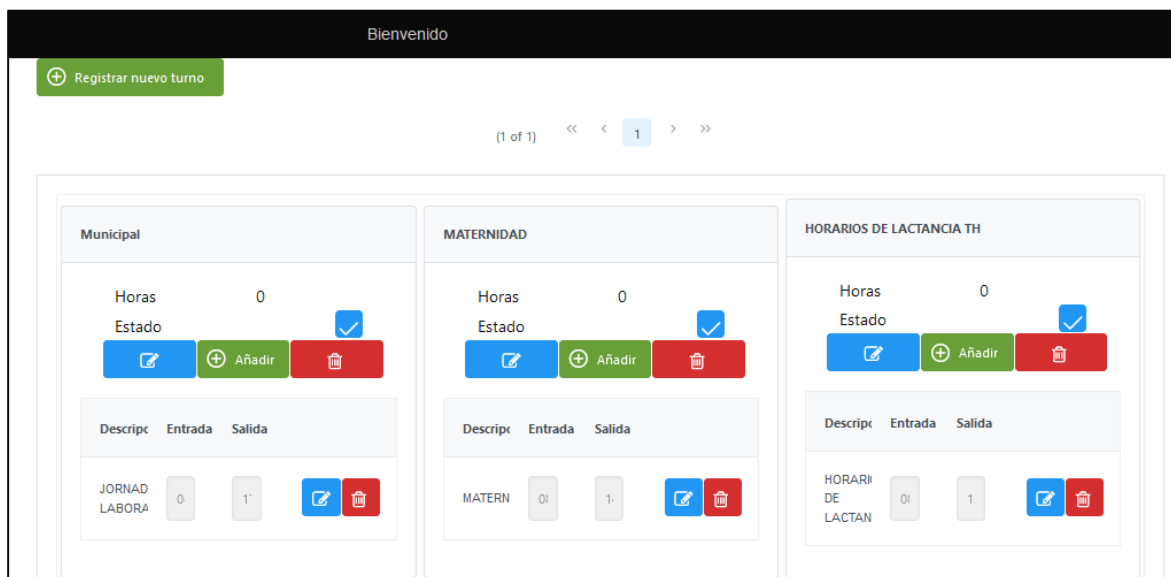 Bienvenido
Registrar nuevo turno
(1 of 1) << < 1 > >>
Municipal
Horas 0
Estado
Añadir
Descripc Entrada Salida
JORNAD
LABORA
MATERNIDAD
Horas 0
Estado
Añadir
Descripc Entrada Salida
MATERN 08
HORARIOS DE LACTANCIA TH
Horas 0
Estado
Añadir
Descripc Entrada Salida
HORARI
DE
LACTAN